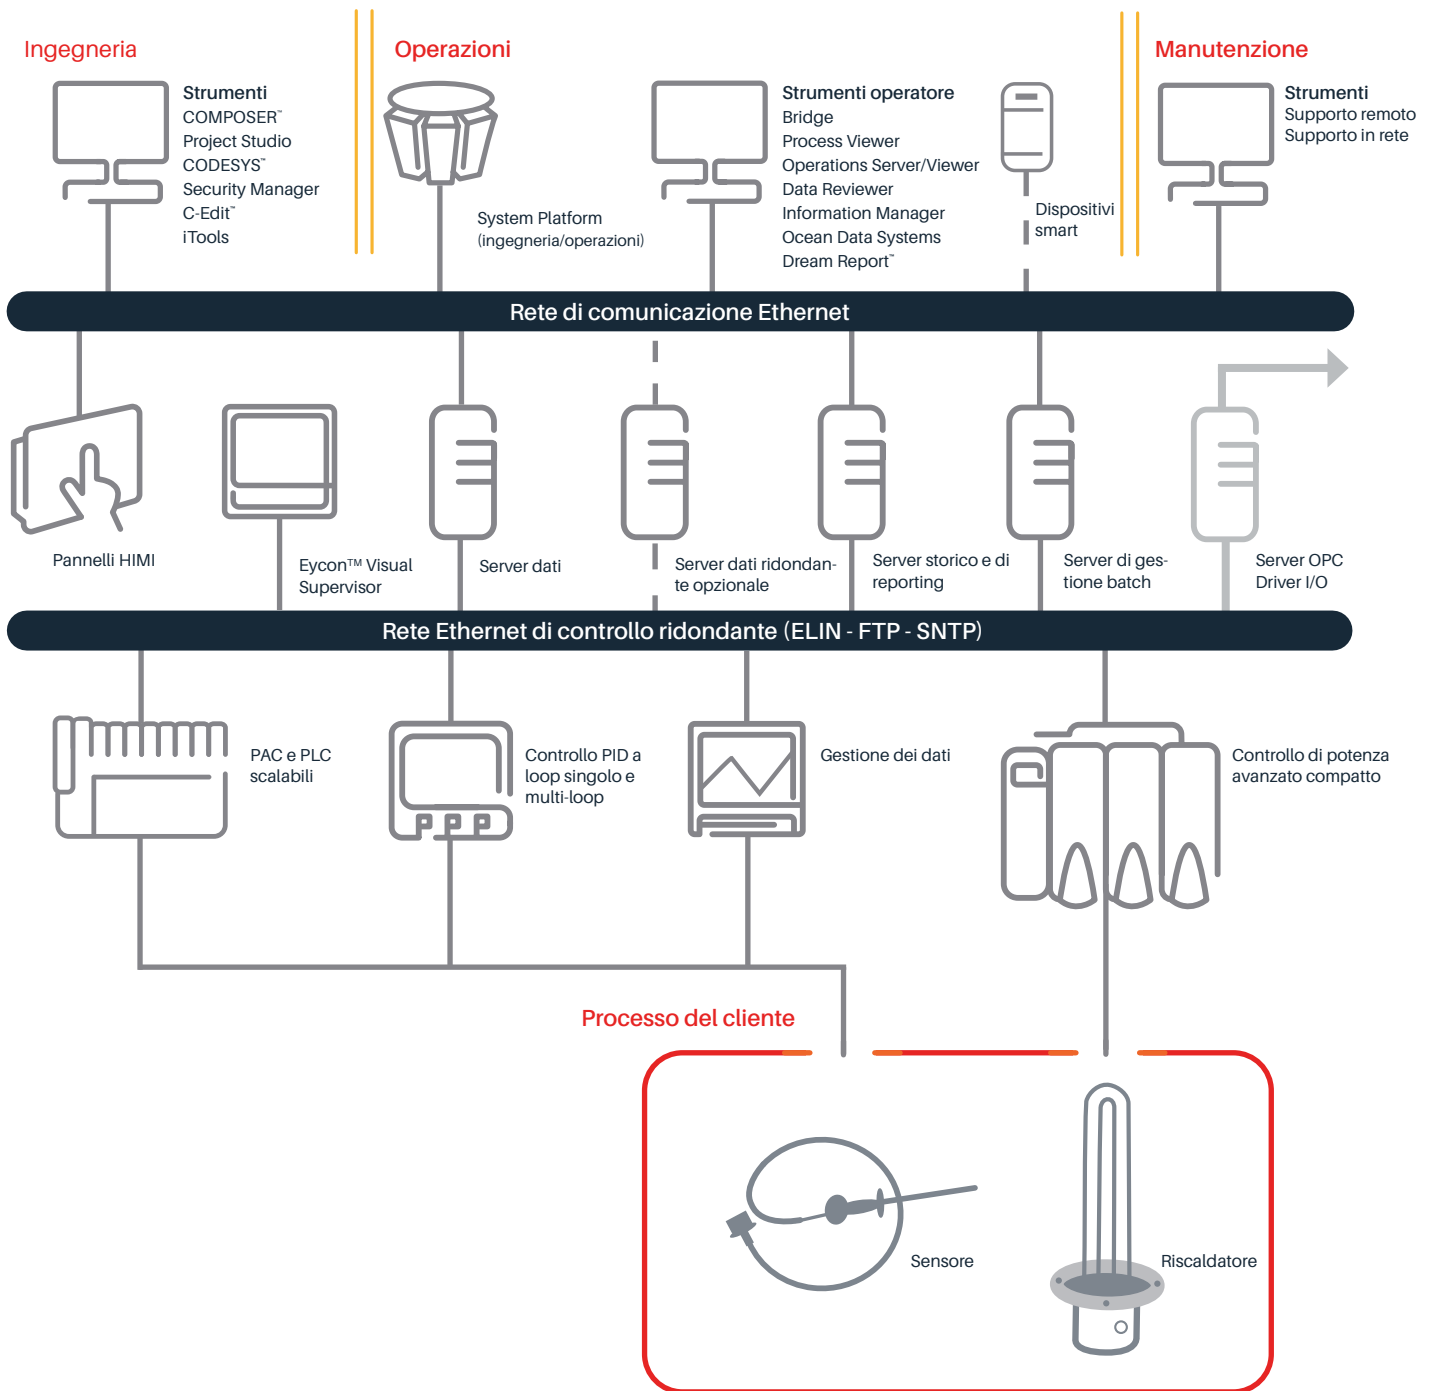 Ingegneria
Strumenti
COMPOSER™
Project Studio
CODESYS™
Security Manager
C-Edit™
iTools
Operazioni
System Platform
(ingegneria/operazioni)
Strumenti operatore
Bridge
Process Viewer
Operations Server/Viewer
Data Reviewer
Information Manager
Ocean Data Systems
Dream Report™
Dispositivi
smart
Manutenzione
Strumenti
Supporto remoto
Supporto in rete
Rete di comunicazione Ethernet
Pannelli HIMI
Eycon™ Visual
Supervisor
Server dati
Server dati ridondan-
te opzionale
Server storico e di
reporting
Server di ges-
tione batch
Server OPC
Driver I/O
Rete Ethernet di controllo ridondante (ELIN - FTP - SNTP)
PAC e PLC
scalabili
Controllo PID a
loop singolo e
multi-loop
Gestione dei dati
Controllo di potenza
avanzato compatto
Processo del cliente
Sensore
Riscaldatore